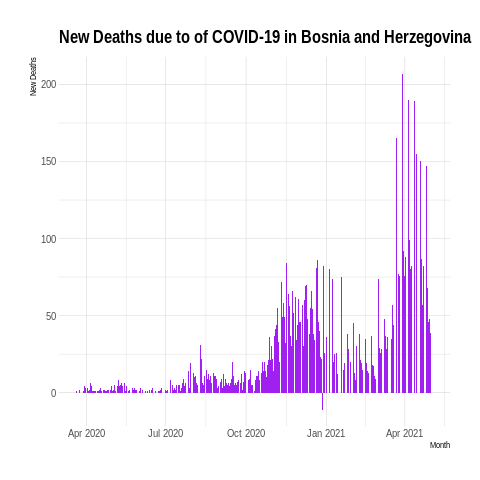 New Deaths due to of COVID-19 in Bosnia and Herzegovina
New Deaths
200
150
100
50
0
Apr 2020 Jul 2020 Oct 2020 Jan 2021 Apr 2021
Month